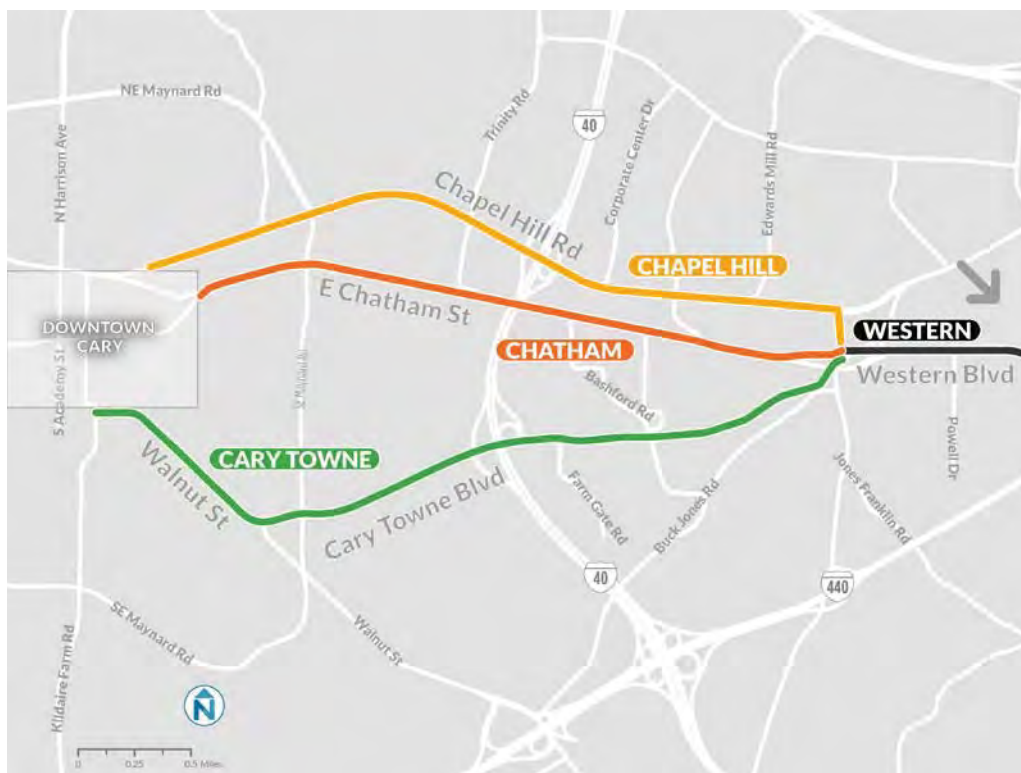 NE Maynard Rd
N Harrison Ave
Trinity Rd
40
Corporate Center Dr
Edwards Mill Rd
Chapel Hill Rd
CHAPEL HILL
E Chatham St
DOWNTOWN
CARY
WESTERN
CHATHAM
Western Blvd
S Academy St
Bashford Rd
Powell Dr
CARY TOWNE
Walnut St
Cary Towne Blvd
Farm Gate Rd
Buck Jones Rd
Jones Franklin Rd
40
440
SE Maynard Rd
Walnut St
Kildaire Farm Rd
N
0 0.25 0.5 Miles